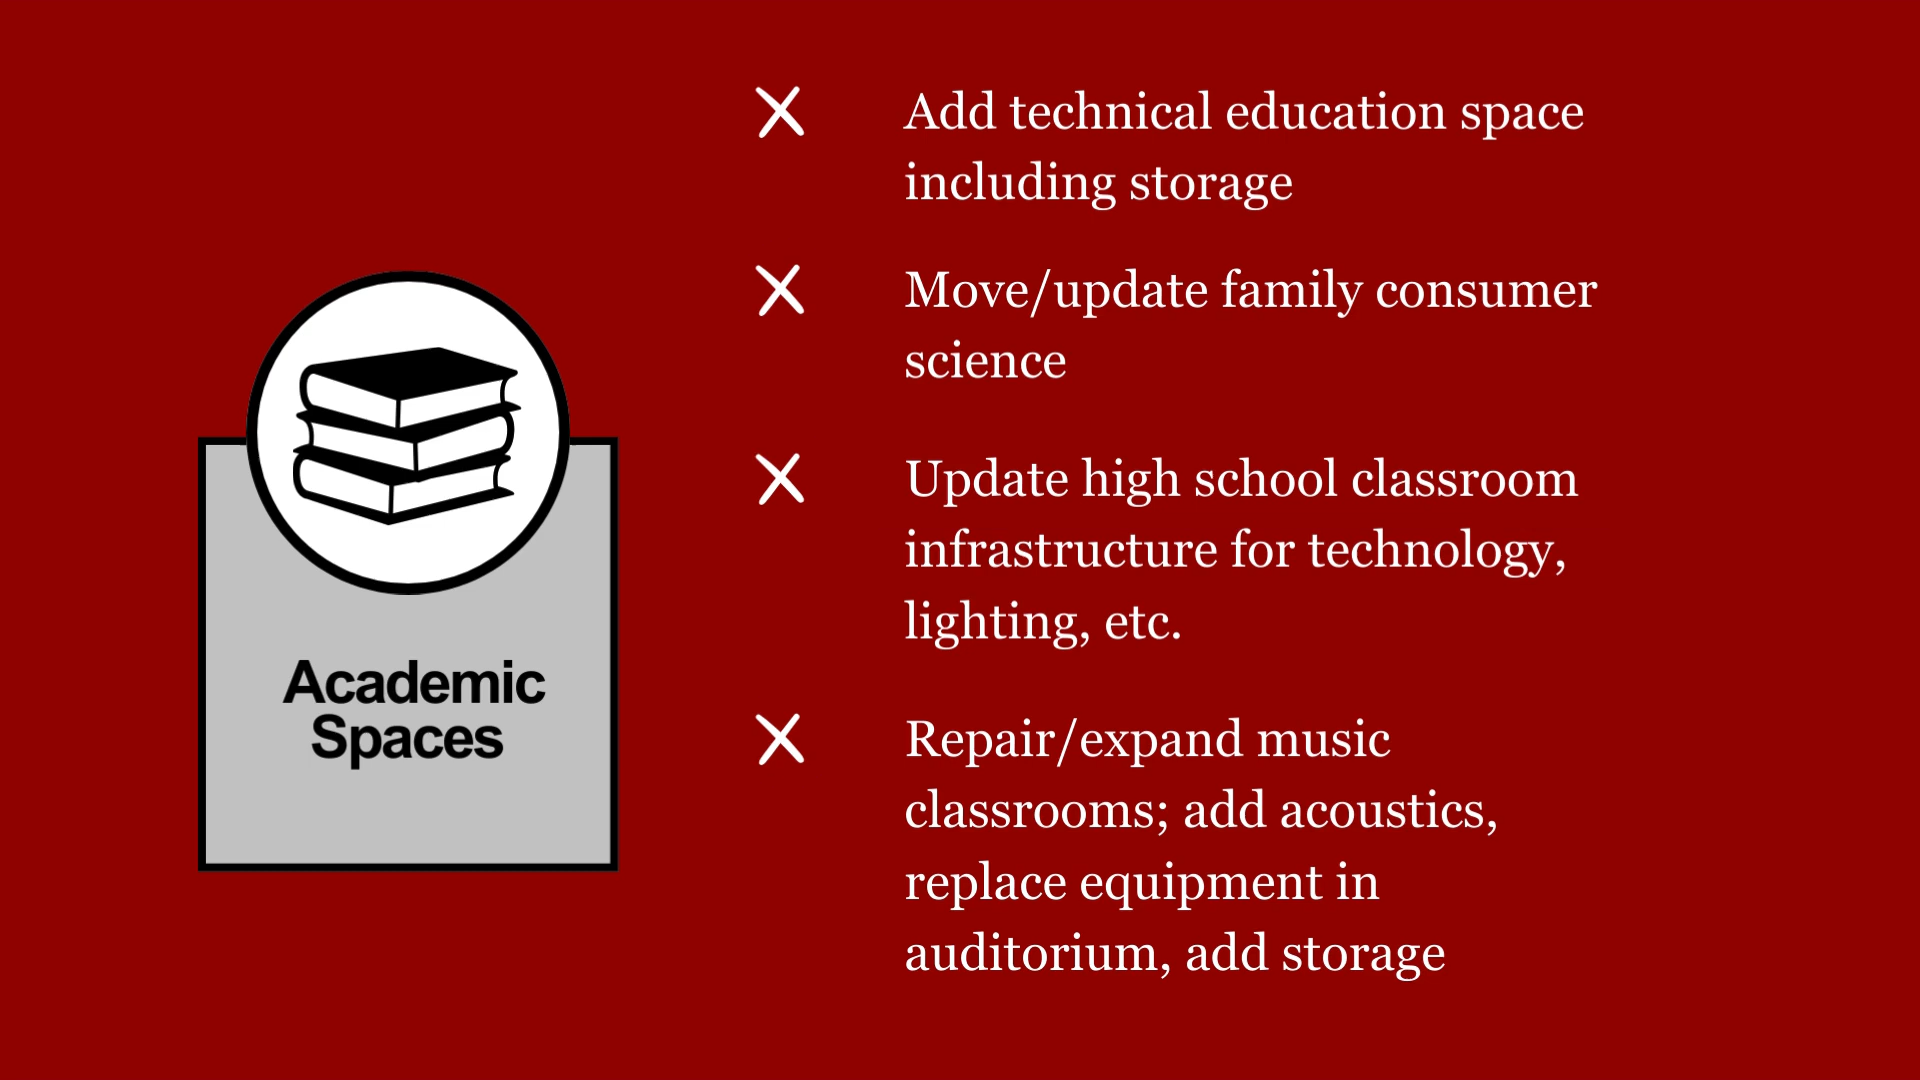 Academic
Spaces
Add technical education space
including storage
Move/update family consumer
science
Update high school classroom
infrastructure for technology,
lighting, etc.
Repair/expand music
classrooms; add acoustics,
replace equipment in
auditorium, add storage